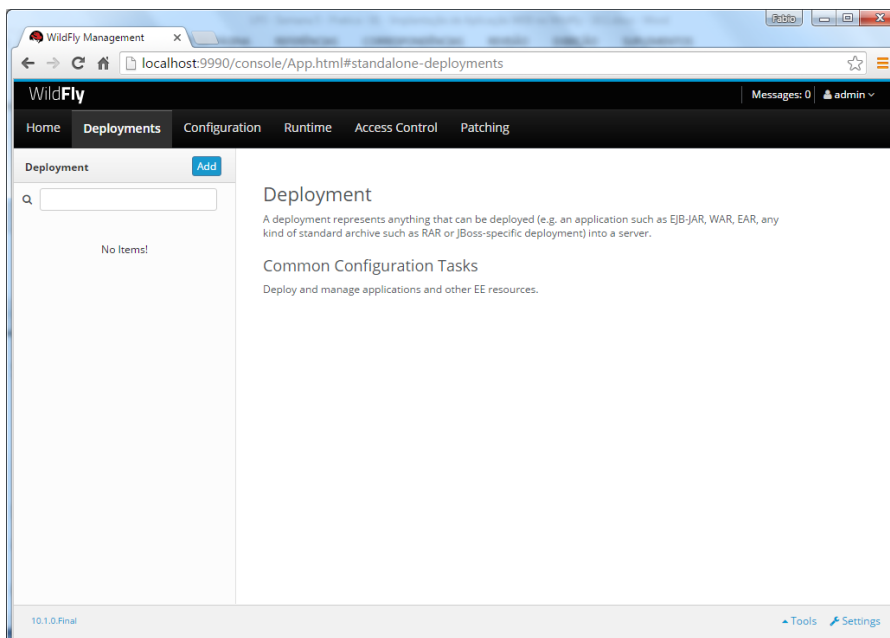 Fabio
WildFly Management
localhost:9990/console/App.html#standalone-deployments
WildFly
Messages: 0 admin
Home Deployments Configuration Runtime Access Control Patching
Deployment Add
No Items!
Deployment
A deployment represents anything that can be deployed (e.g. an application such as EJB-JAR, WAR, EAR, any
kind of standard archive such as RAR or JBoss-specific deployment) into a server.
Common Configuration Tasks
Deploy and manage applications and other EE resources.
10.1.0.Final
Tools Settings